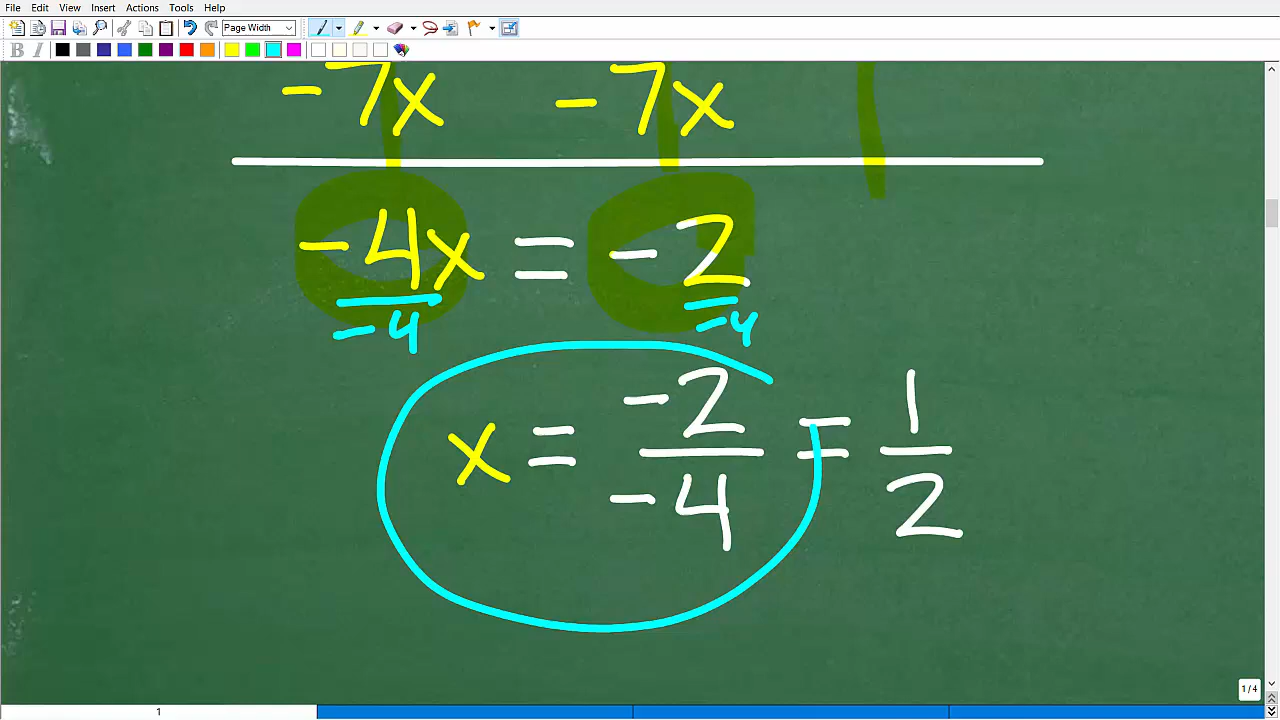 File Edit View Insert Actions Tools Help
Page Width
B I
-7x -7x
-4x = -2
-4 -4
x = -2/-4 = 1/2
1/4
1